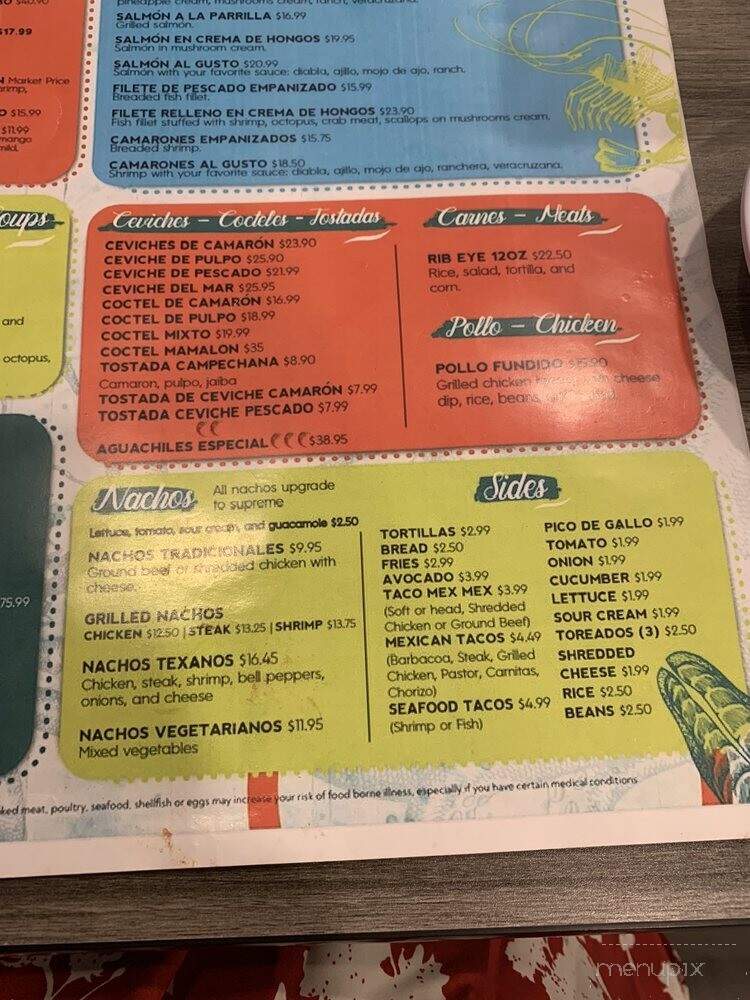 pineapple cream, mushrooms cream, ranch, veracruzana.
SALMÓN A LA PARRILLA $16.99
Grilled salmon.
SALMÓN EN CREMA DE HONGOS $19.95
Salmon in mushroom cream.
SALMÓN AL GUSTO $20.99
Salmon with your favorite sauce: diabla, ajillo, mojo de ajo, ranch.
FILETE DE PESCADO EMPANIZADO $15.99
Breaded fish fillet.
FILETE RELLENO EN CREMA DE HONGOS $23.90
Fish fillet stuffed with shrimp, octopus, crab meat, scallops on mushrooms cream,
CAMARONES EMPANIZADOS $15.75
Breaded shrimp.
CAMARONES AL GUSTO $18.50
Shrimp with your favorite sauce: diabla, ajillo, mojo de ajo, ranchera, veracruzana.
$17.99
Market Price
$15.99
$11.99
oups
and
octopus,
75.99
Ceviches - Cocteles - Tostadas
CEVICHES DE CAMARÓN $23.90
CEVICHE DE PULPO $25.90
CEVICHE DE PESCADO $21.99
CEVICHE DEL MAR $25.95
COCTEL DE CAMARÓN $16.99
COCTEL DE PULPO $18.99
COCTEL MIXTO $19.99
COCTEL MAMALON $35
TOSTADA CAMPECHANA $8.90
Camaron, pulpo, jaiba
TOSTADA DE CEVICHE CAMARÓN $7.99
TOSTADA CEVICHE PESCADO $7.99
AGUACHILES ESPECIAL $38.95
Carnes - Meats
RIB EYE 12OZ $22.50
Rice, salad, tortilla, and
corn.
Pollo - Chicken
POLLO FUNDIDO
Grilled chicken cheese
dip, rice, beans,
Nachos
All nachos upgrade
to supreme
Lettuce, tomato, sour cream, and guacamole $2.50
NACHOS TRADICIONALES $9.95
Ground beef or shredded chicken with
cheese.
GRILLED NACHOS
CHICKEN $12.50 | STEAK $13.25 | SHRIMP $13.75
NACHOS TEXANOS $16.45
Chicken, steak, shrimp, bell peppers,
onions, and cheese
NACHOS VEGETARIANOS $11.95
Mixed vegetables
Sides
TORTILLAS $2.99
BREAD $2.50
FRIES $2.99
AVOCADO $3.99
TACO MEX MEX $3.99
(Soft or head, Shredded
Chicken or Ground Beef)
MEXICAN TACOS $4.49
(Barbacoa, Steak, Grilled
Chicken, Pastor, Carnitas,
Chorizo)
SEAFOOD TACOS $4.99
(Shrimp or Fish)
PICO DE GALLO $1.99
TOMATO $1.99
ONION $1.99
CUCUMBER $1.99
LETTUCE $1.99
SOUR CREAM $1.99
TOREADOS (3) $2.50
SHREDDED
CHEESE $1.99
RICE $2.50
BEANS $2.50
ked meat, poultry, seafood, shellfish or eggs may increase your risk of food borne illness, especially if you have certain medical conditions
menupix